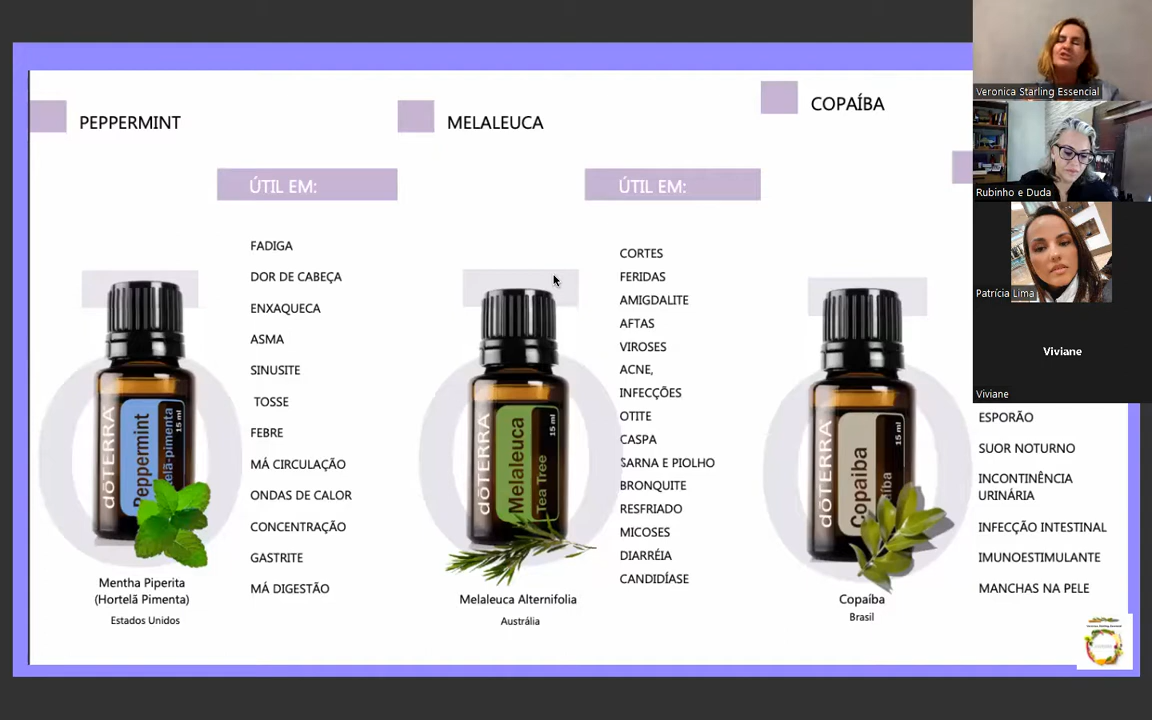 PEPPERMINT
ÚTIL EM:
FADIGA
DOR DE CABEÇA
ENXAQUECA
ASMA
SINUSITE
TOSSE
FEBRE
MÁ CIRCULAÇÃO
ONDAS DE CALOR
CONCENTRAÇÃO
GASTRITE
MÁ DIGESTÃO
dōTERRA
Peppermint
15 ml
Mentha Piperita
(Hortelã Pimenta)
Estados Unidos
MELALEUCA
ÚTIL EM:
CORTES
FERIDAS
AMIGDALITE
AFTAS
VIROSES
ACNE,
INFECÇÕES
OTITE
CASPA
SARNA E PIOLHO
BRONQUITE
RESFRIADO
MICOSES
DIARRÉIA
CANDIDÍASE
dōTERRA
Melaleuca
Tea Tree
15 ml
Melaleuca Alternifolia
Austrália
COPAÍBA
dōTERRA
Copaiba
15 ml
Copaíba
Brasil
ESPORÃO
SUOR NOTURNO
INCONTINÊNCIA
URINÁRIA
INFECÇÃO INTESTINAL
IMUNOESTIMULANTE
MANCHAS NA PELE
Veronica Starling Essencial
Rubinho e Duda
Patrícia Lima
Viviane
Viviane